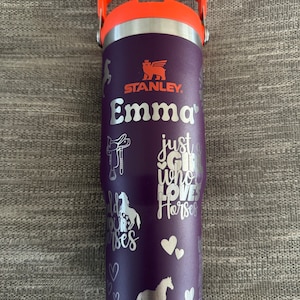 STANLEY.
Emma
just a
GIRL
who
LOVES
Horses